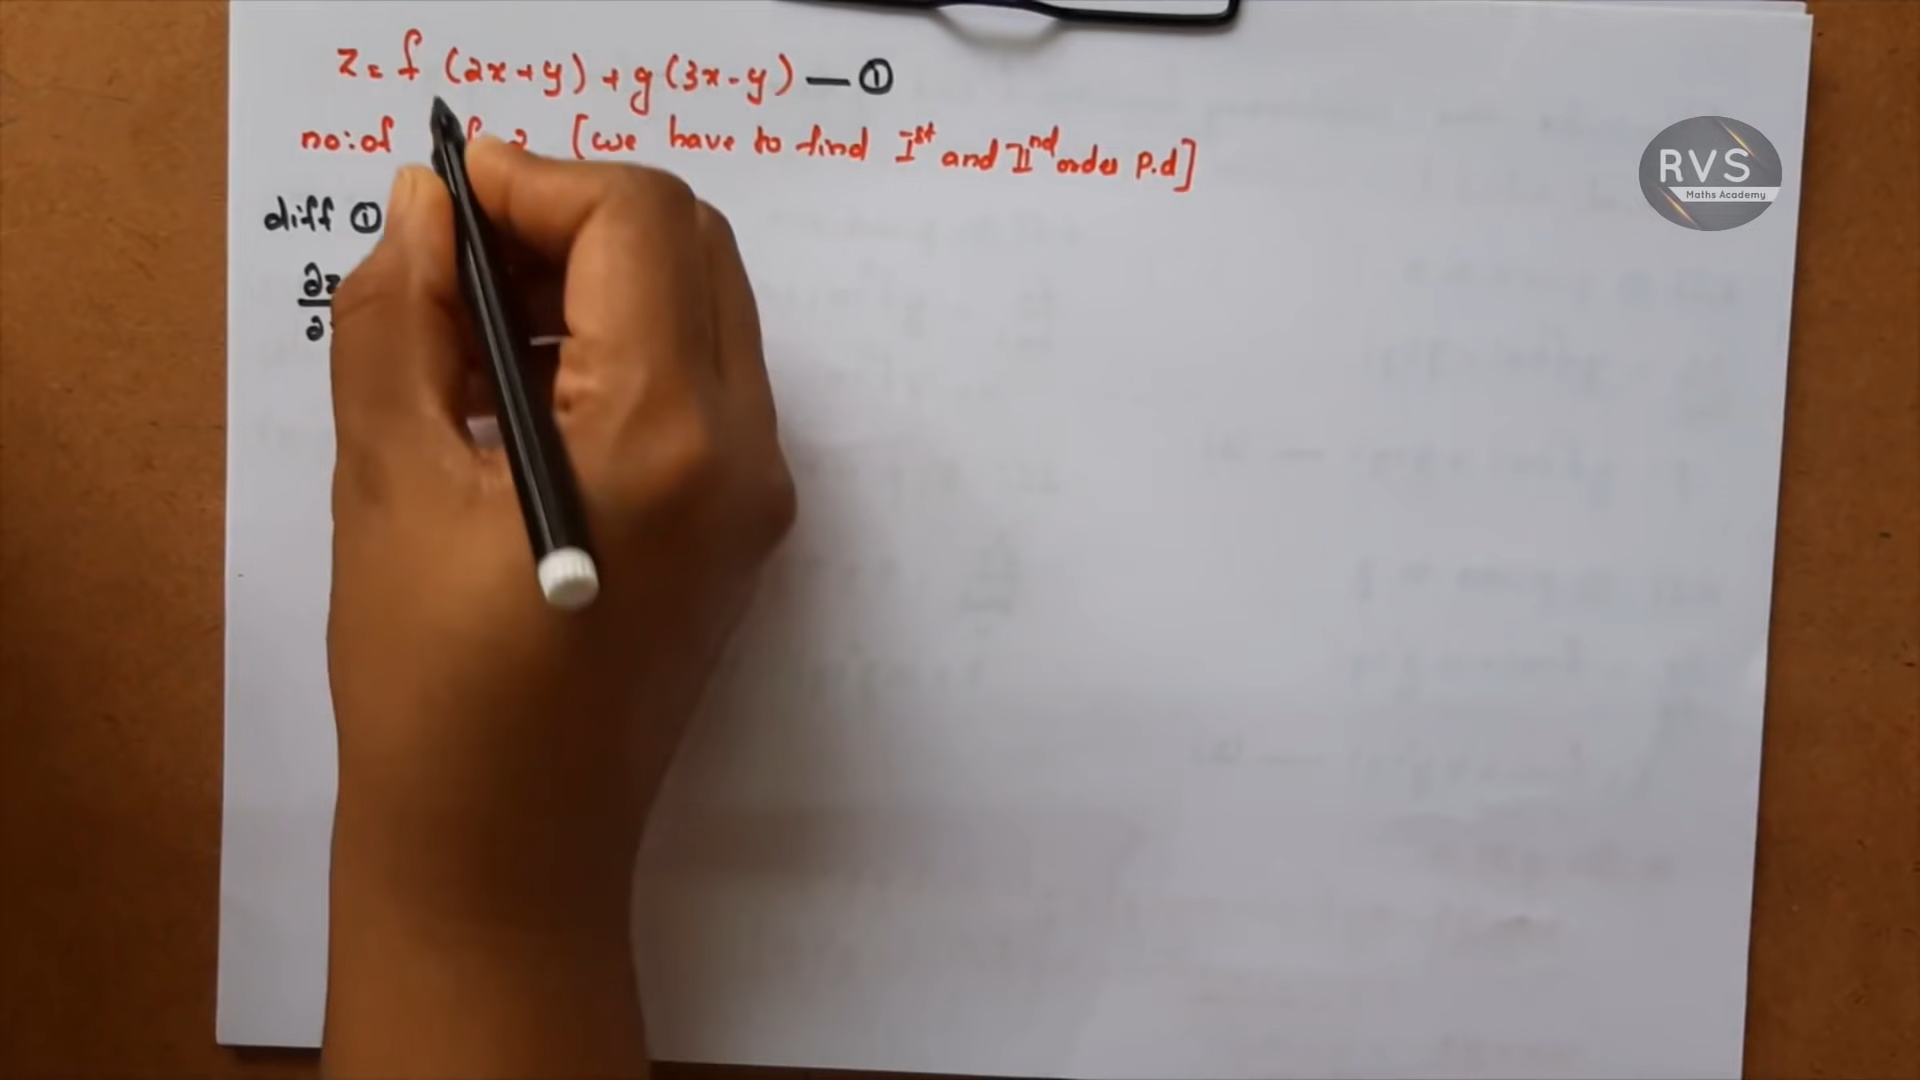 z = f (2x+y) + g(3x-y) — ①
no:of [we have to find Ist and IInd order p.d]
diff ①
∂z
∂
RVS
Maths Academy